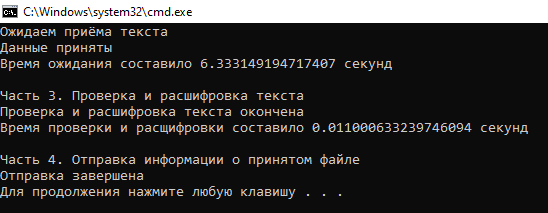 C:\Windows\system32\cmd.exe
Ожидаем приёма текста
Данные приняты
Время ожидания составило 6.333149194717407 секунд
Часть 3. Проверка и расшифровка текста
Проверка и расшифровка текста окончена
Время проверки и расщифровки составило 0.011000633239746094 секунд
Часть 4. Отправка информации о принятом файле
Отправка завершена
Для продолжения нажмите любую клавишу . . .